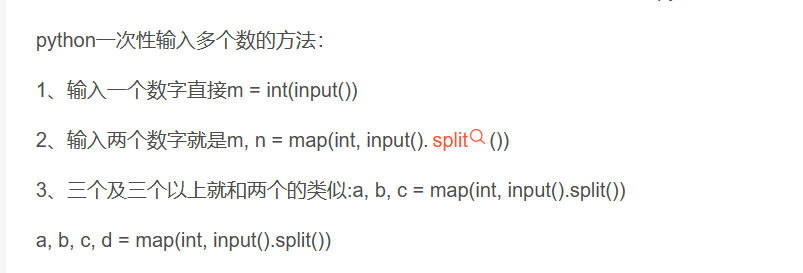 python一次性输入多个数的方法：
1、输入一个数字直接m = int(input())
2、输入两个数字就是m, n = map(int, input(). split ())
3、三个及三个以上就和两个的类似:a, b, c = map(int, input().split())
a, b, c, d = map(int, input().split())